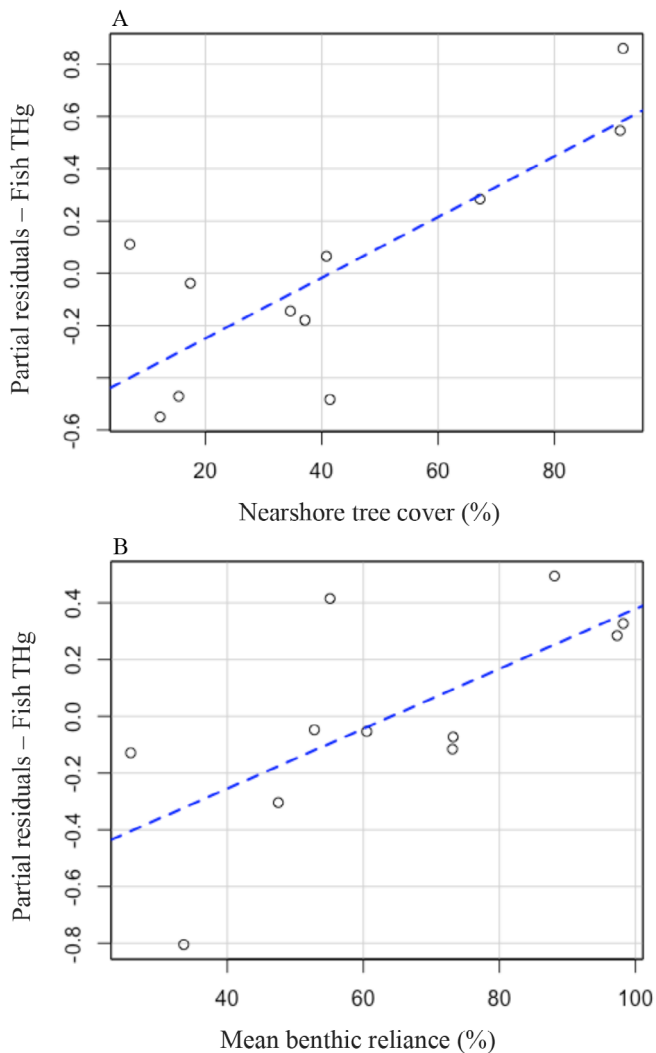 A
Partial residuals – Fish THg
0.8
0.6
0.4
0.2
0.0
-0.2
-0.6
20 40 60 80
Nearshore tree cover (%)
B
Partial residuals – Fish THg
0.4
0.2
0.0
-0.2
-0.4
-0.6
-0.8
40 60 80 100
Mean benthic reliance (%)